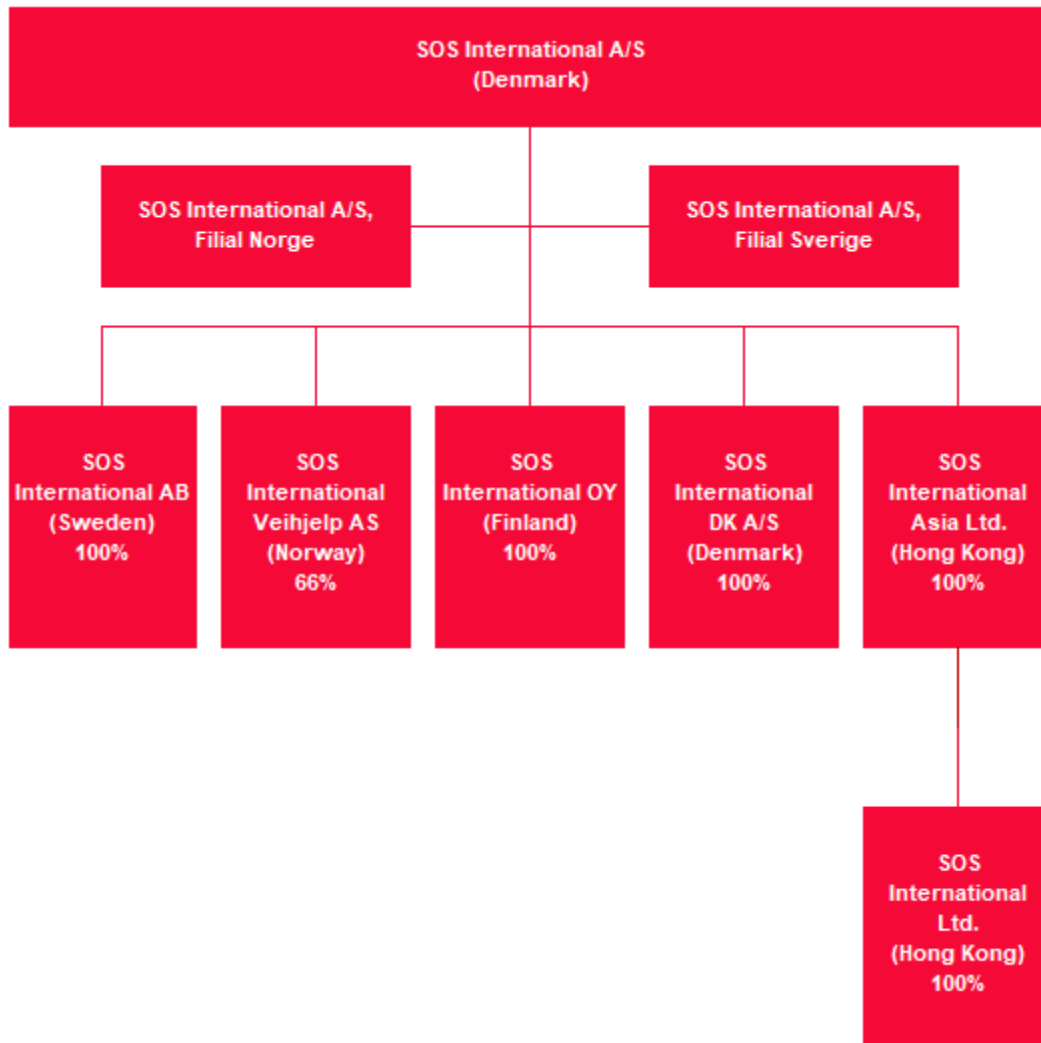 SOS International A/S
(Denmark)
SOS International A/S,
Filial Norge
SOS International A/S,
Filial Sverige
SOS
International AB
(Sweden)
100%
SOS
International
Veihjelp AS
(Norway)
66%
SOS
International OY
(Finland)
100%
SOS
International
DK A/S
(Denmark)
100%
SOS
International
Asia Ltd.
(Hong Kong)
100%
SOS
International
Ltd.
(Hong Kong)
100%